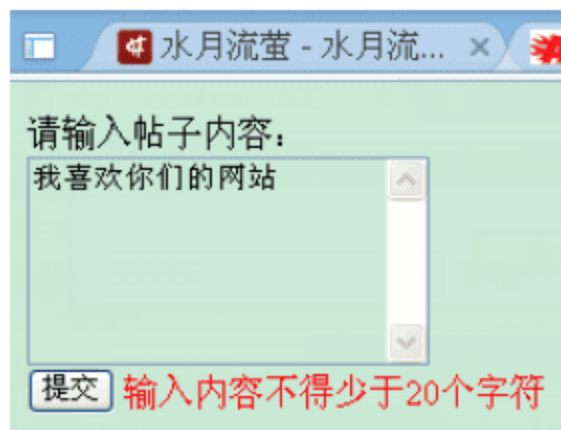 水月流萤 - 水月流...
请输入帖子内容：
我喜欢你们的网站
提交 输入内容不得少于20个字符